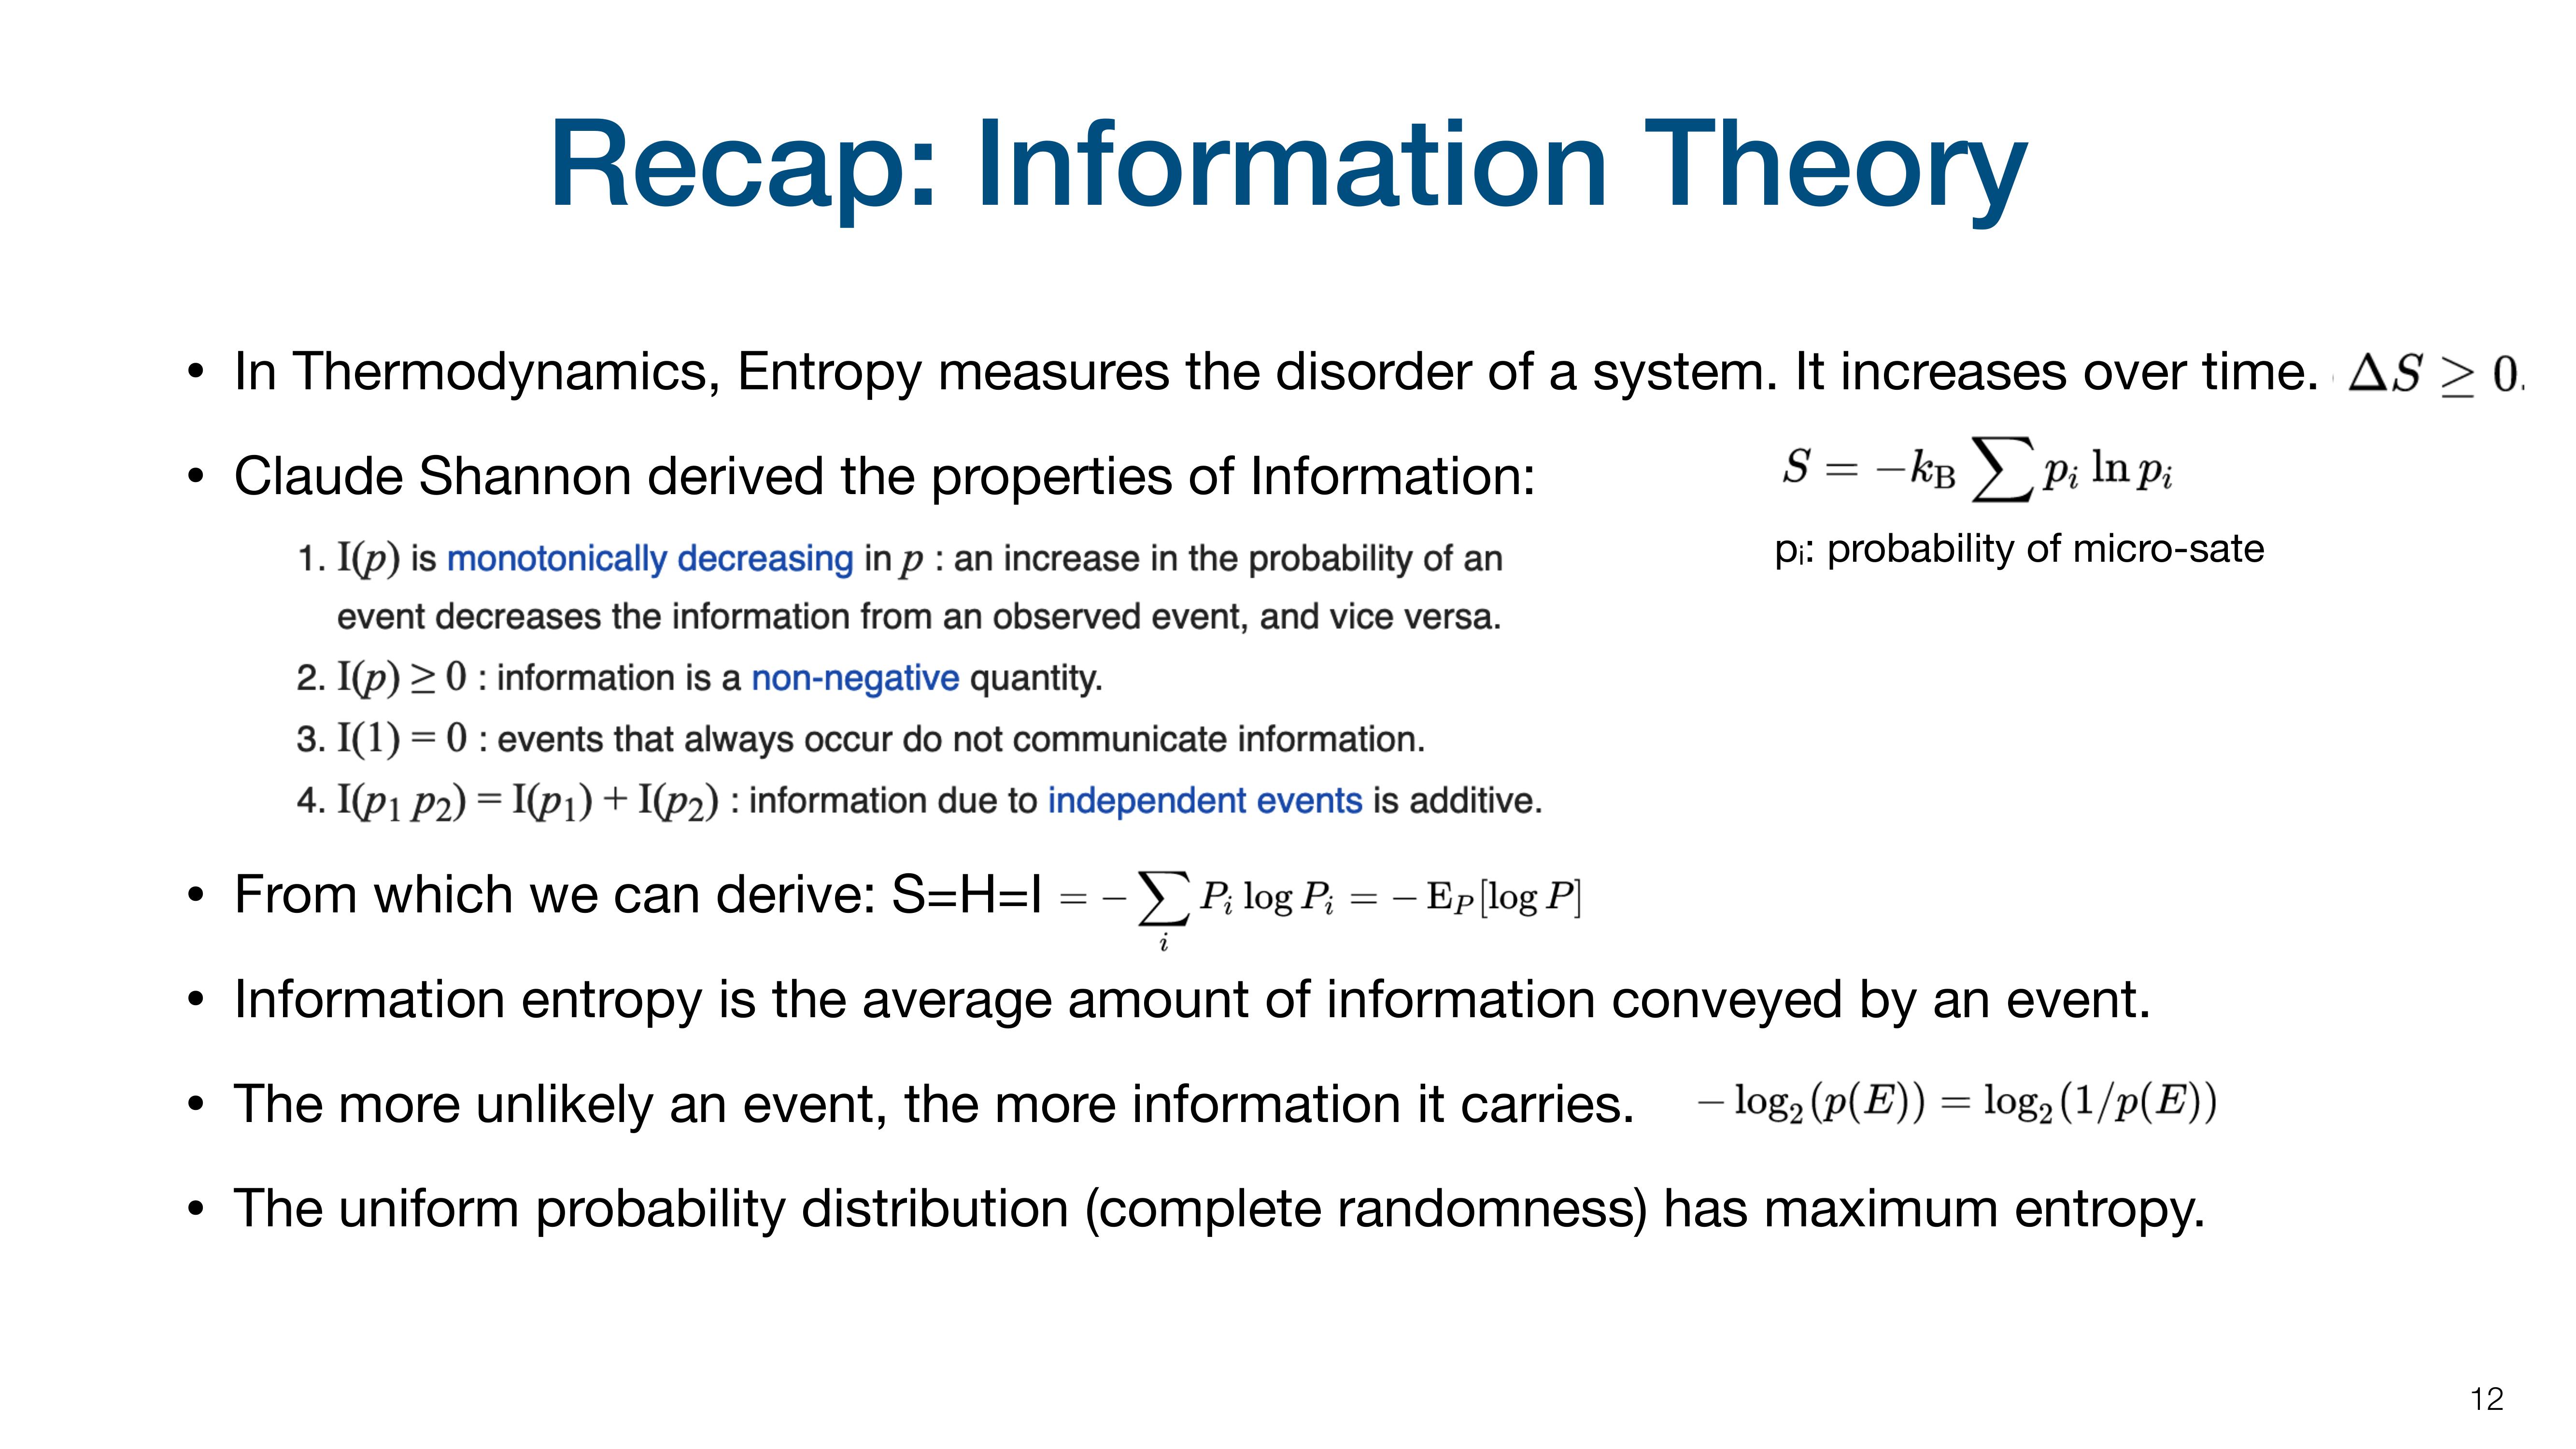 Recap: Information Theory
• In Thermodynamics, Entropy measures the disorder of a system. It increases over time. ΔS ≥ 0.
• Claude Shannon derived the properties of Information:
S = −k_B ∑ p_i ln p_i
p_i: probability of micro-sate
1. I(p) is monotonically decreasing in p : an increase in the probability of an
event decreases the information from an observed event, and vice versa.
2. I(p) ≥ 0 : information is a non-negative quantity.
3. I(1) = 0 : events that always occur do not communicate information.
4. I(p_1 p_2) = I(p_1) + I(p_2) : information due to independent events is additive.
• From which we can derive: S=H=I = − ∑_i P_i log P_i = − E_P[log P]
• Information entropy is the average amount of information conveyed by an event.
• The more unlikely an event, the more information it carries. − log_2(p(E)) = log_2(1/p(E))
• The uniform probability distribution (complete randomness) has maximum entropy.
12